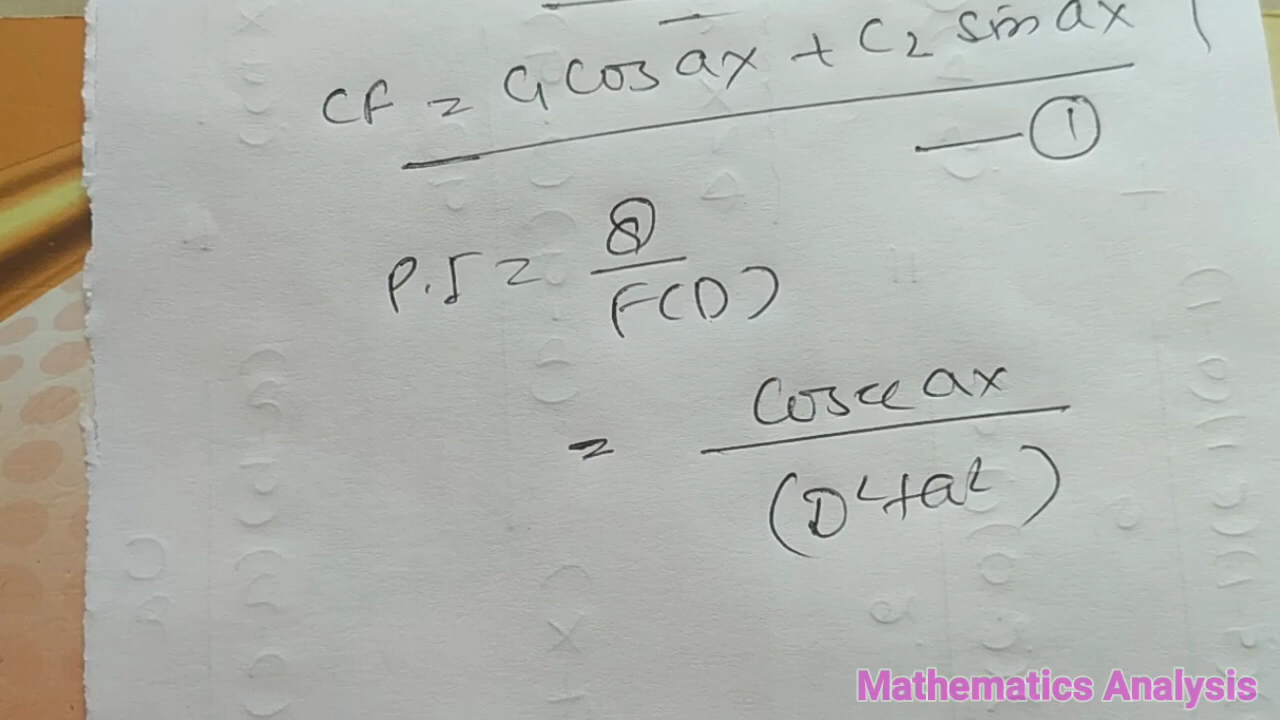 CF = C1 cos ax + C2 sin ax
— ①
P.I = Q / F(D)
= cosec ax / (D²+a²)
Mathematics Analysis